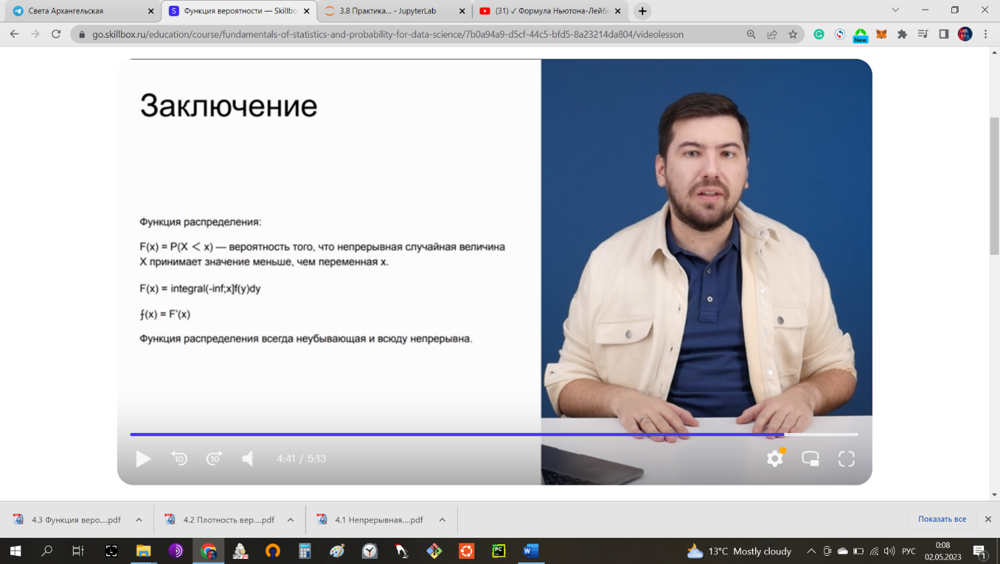 Света Архангельская
Функция вероятности — Skillbo
3.8 Практика... - JupyterLab
(31) ✓ Формула Ньютона-Лейб
go.skillbox.ru/education/course/fundamentals-of-statistics-and-probability-for-data-science/7b0a94a9-d5cf-44c5-bfd5-8a23214da804/videolesson
New
Заключение
Функция распределения:
F(x) = P(X < x) — вероятность того, что непрерывная случайная величина
X принимает значение меньше, чем переменная x.
F(x) = integral(-inf;x]f(y)dy
⨍(x) = F'(x)
Функция распределения всегда неубывающая и всюду непрерывна.
10
10
4:41 / 5:13
4.3 Функция веро....pdf
4.2 Плотность вер....pdf
4.1 Непрерывная....pdf
Показать все
13°C Mostly cloudy
РУС
0:08
02.05.2023
1